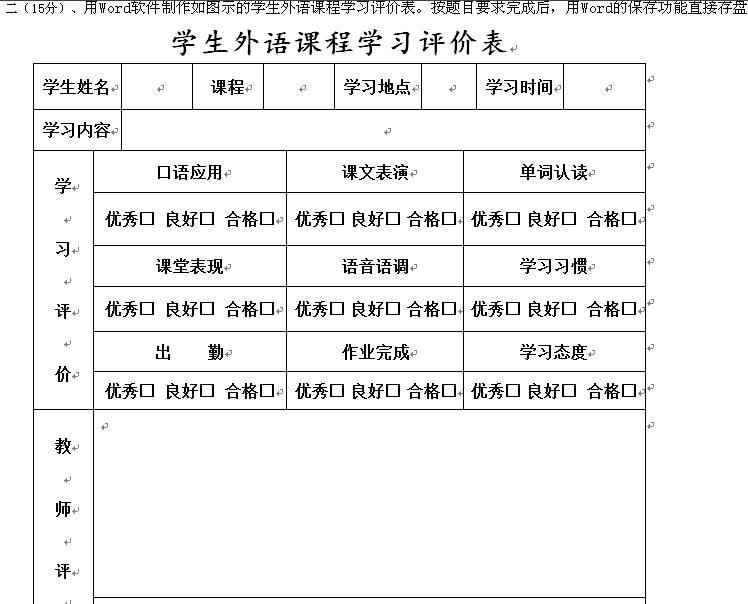 二（15分）、用Word软件制作如图示的学生外语课程学习评价表。按题目要求完成后，用Word的保存功能直接存盘
学生外语课程学习评价表
学生姓名 课程 学习地点 学习时间
学习内容
学
习
评
价
口语应用 课文表演 单词认读
优秀□ 良好□ 合格□ 优秀□ 良好□ 合格□ 优秀□ 良好□ 合格□
课堂表现 语音语调 学习习惯
优秀□ 良好□ 合格□ 优秀□ 良好□ 合格□ 优秀□ 良好□ 合格□
出 勤 作业完成 学习态度
优秀□ 良好□ 合格□ 优秀□ 良好□ 合格□ 优秀□ 良好□ 合格□
教
师
评